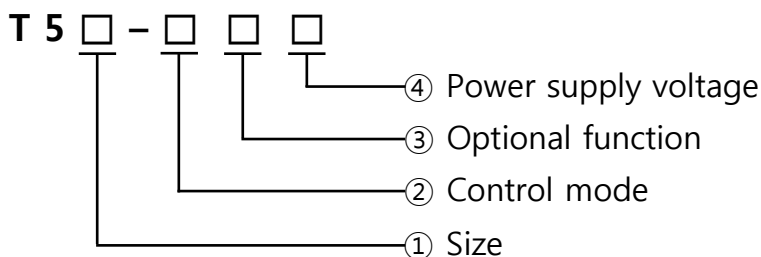 T 5 □ – □ □ □
④ Power supply voltage
③ Optional function
② Control mode
① Size